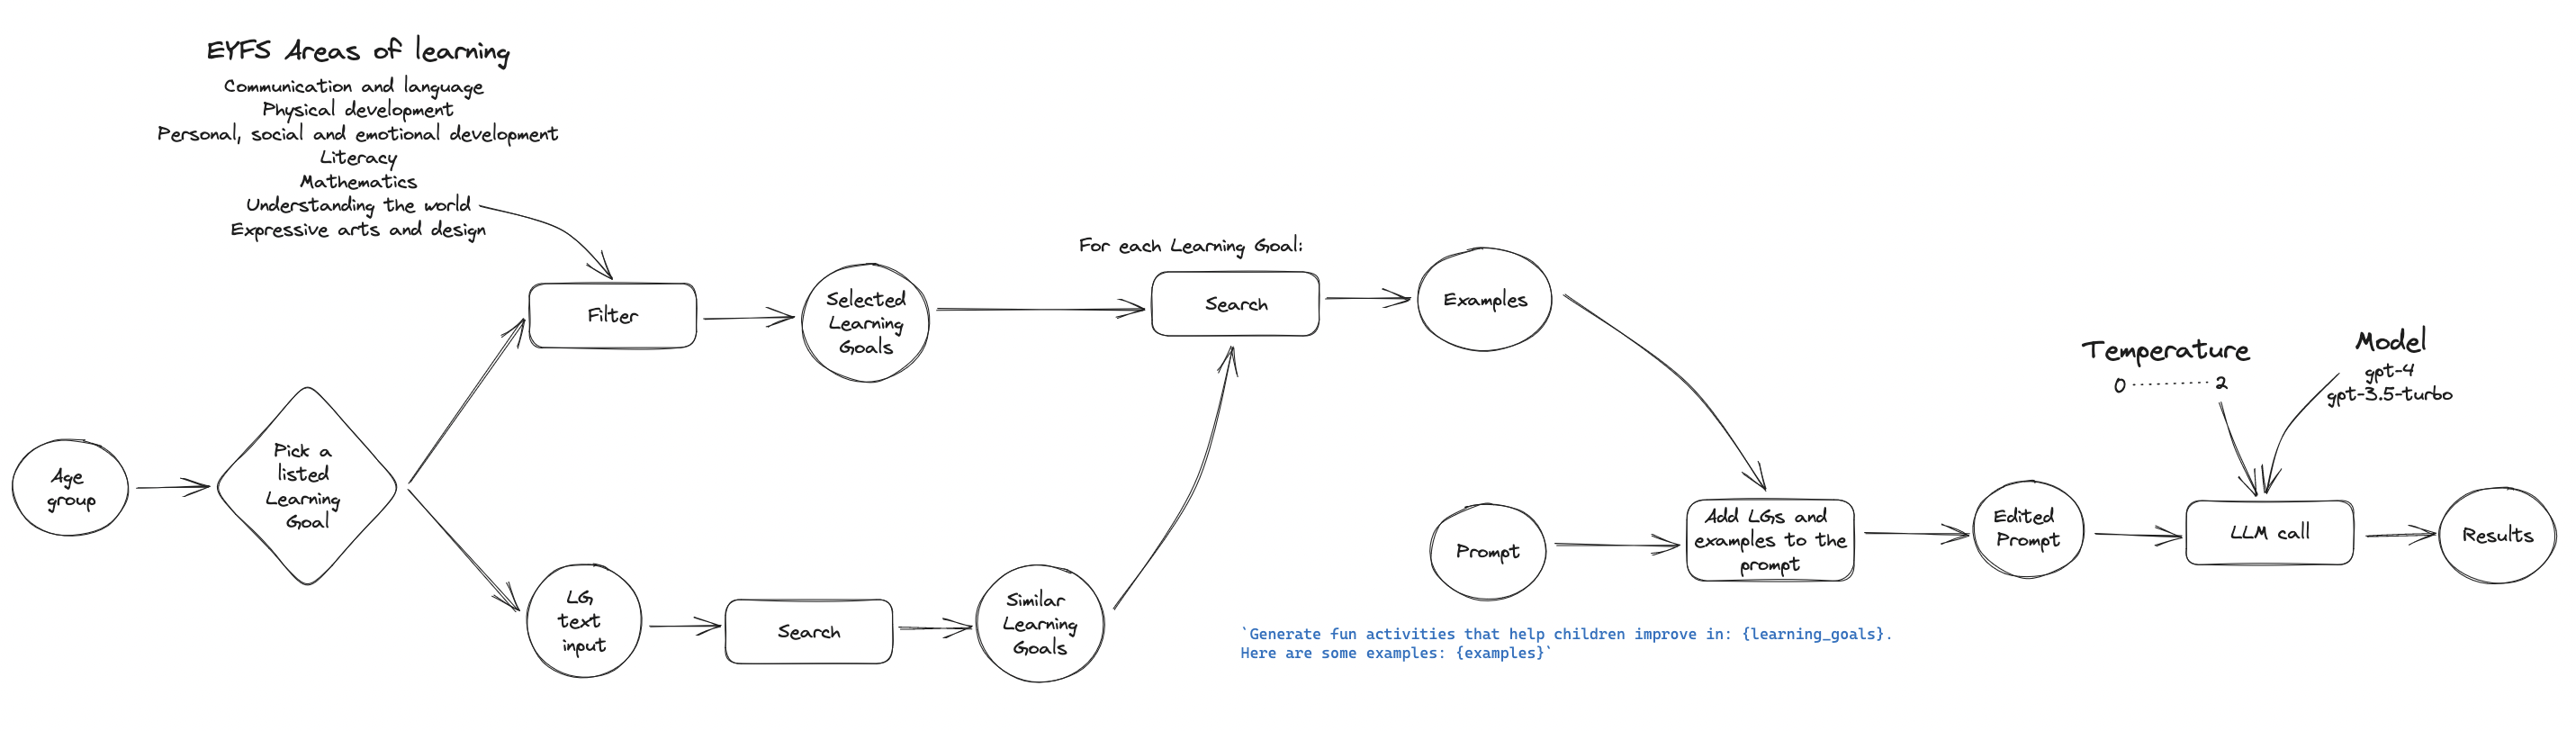 EYFS Areas of learning
Communication and language
Physical development
Personal, social and emotional development
Literacy
Mathematics
Understanding the world
Expressive arts and design
Age
group
Pick a
listed
Learning
Goal
Filter
Selected
Learning
Goals
LG
text
input
Search
Similar
Learning
Goals
For each Learning Goal:
Search
Examples
Prompt
`Generate fun activities that help children improve in: {learning_goals}.
Here are some examples: {examples}`
Add LGs and
examples to the
prompt
Edited
Prompt
Temperature
0 ·········· 2
Model
gpt-4
gpt-3.5-turbo
LLM call
Results